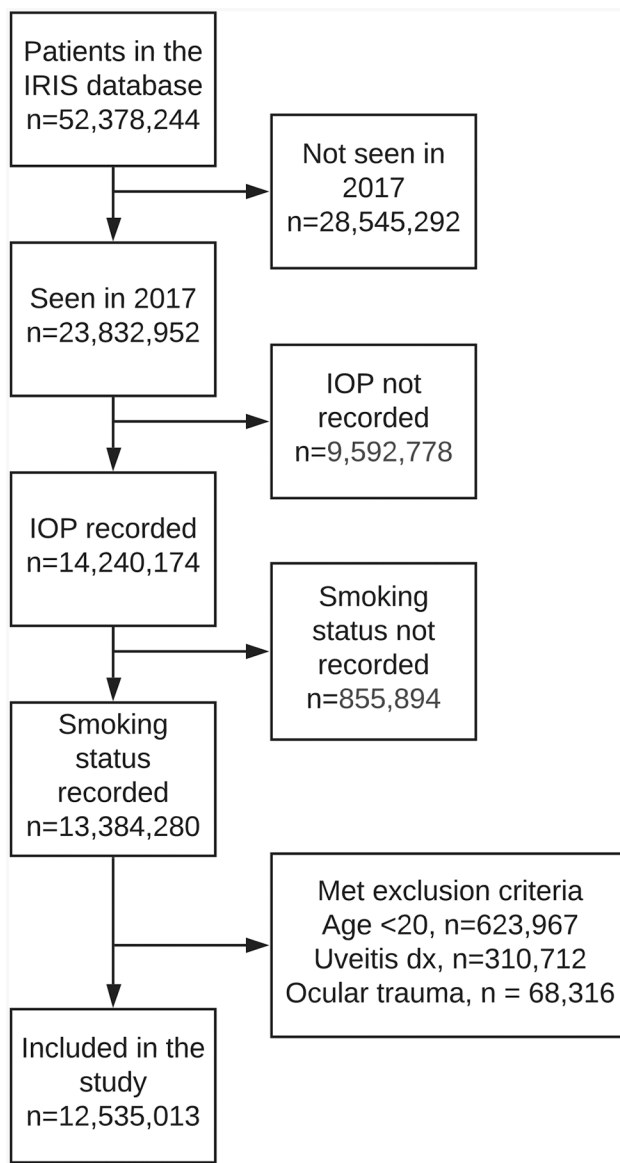 Patients in the
IRIS database
n=52,378,244
Not seen in
2017
n=28,545,292
Seen in 2017
n=23,832,952
IOP not
recorded
n=9,592,778
IOP recorded
n=14,240,174
Smoking
status not
recorded
n=855,894
Smoking
status
recorded
n=13,384,280
Met exclusion criteria
Age <20, n=623,967
Uveitis dx, n=310,712
Ocular trauma, n = 68,316
Included in the
study
n=12,535,013